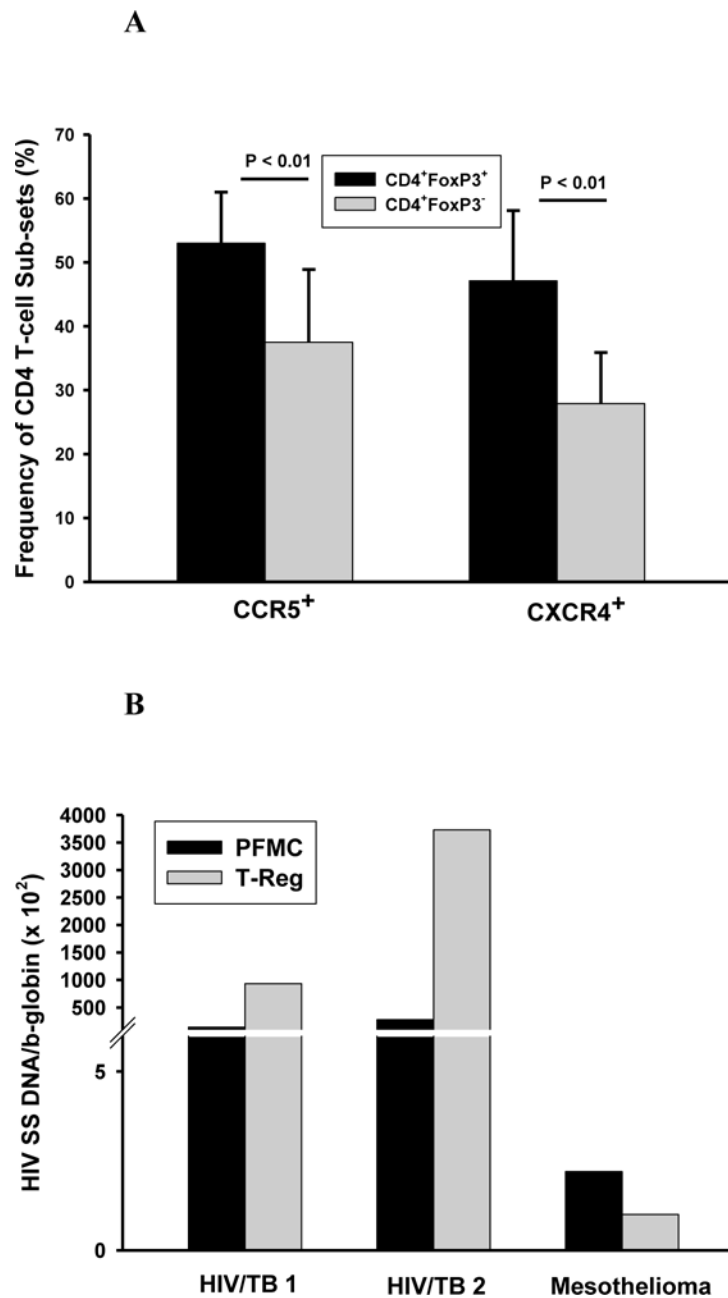 A
Frequency of CD4 T-cell Sub-sets (%)
70
60
50
40
30
20
10
0
P < 0.01
CD4⁺FoxP3⁺
CD4⁺FoxP3⁻
P < 0.01
CCR5⁺
CXCR4⁺
B
HIV SS DNA/b-globin (x 10²)
4000
3500
3000
2500
2000
1500
1000
500
5
0
PFMC
T-Reg
HIV/TB 1
HIV/TB 2
Mesothelioma